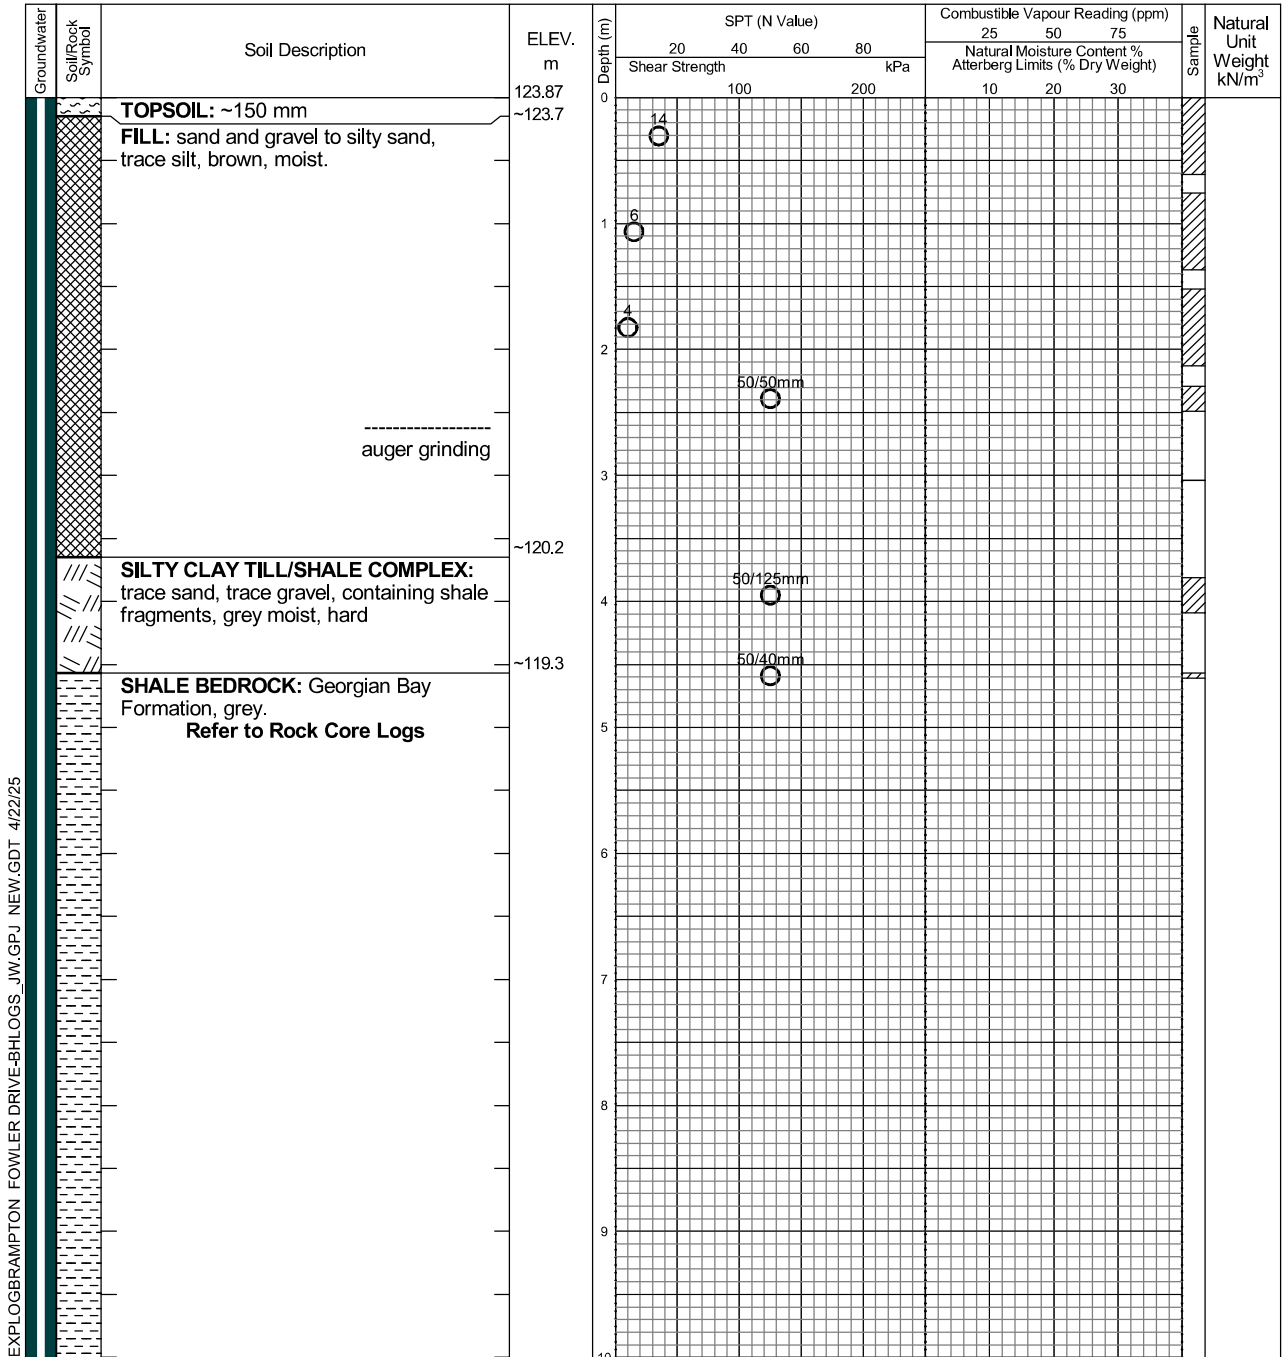 Groundwater
Soil/Rock
Symbol
Soil Description
ELEV.
m
123.87
Depth (m)
SPT (N Value)
20 40 60 80
Shear Strength kPa
100 200
Combustible Vapour Reading (ppm)
25 50 75
Natural Moisture Content %
Atterberg Limits (% Dry Weight)
10 20 30
Sample
Natural
Unit
Weight
kN/m³
0
TOPSOIL: ~150 mm
~123.7
FILL: sand and gravel to silty sand,
trace silt, brown, moist.
14
6
1
4
2
50/50mm
auger grinding
3
~120.2
SILTY CLAY TILL/SHALE COMPLEX:
trace sand, trace gravel, containing shale
fragments, grey moist, hard
50/125mm
4
50/40mm
~119.3
SHALE BEDROCK: Georgian Bay
Formation, grey.
Refer to Rock Core Logs
5
6
7
8
9
10
EXPLOGBRAMPTON FOWLER DRIVE-BHLOGS_JW.GPJ NEW.GDT 4/22/25